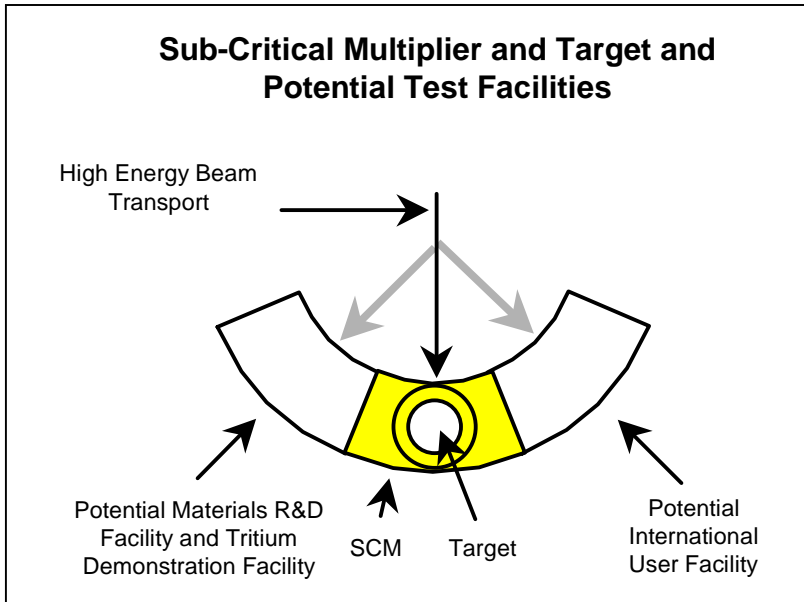 Sub-Critical Multiplier and Target and
Potential Test Facilities
High Energy Beam
Transport
Potential Materials R&D
Facility and Tritium
Demonstration Facility
SCM
Target
Potential
International
User Facility